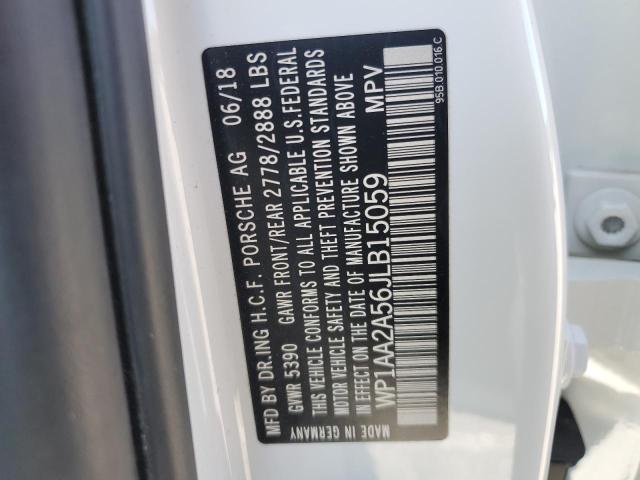 MFD BY DR.ING H.C.F. PORSCHE AG 06/18
GVWR 5390 GAWR FRONT/REAR 2778/2888 LBS
THIS VEHICLE CONFORMS TO ALL APPLICABLE U.S.FEDERAL
MOTOR VEHICLE SAFETY AND THEFT PREVENTION STANDARDS
IN EFFECT ON THE DATE OF MANUFACTURE SHOWN ABOVE
WP1AA2A56JLB15059 MPV
MADE IN GERMANY
95B.010.016.C